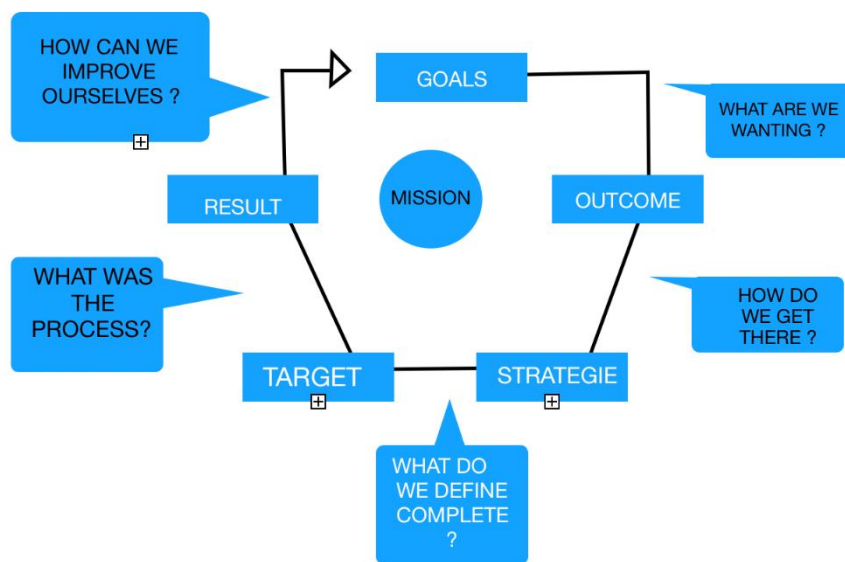 HOW CAN WE
IMPROVE
OURSELVES ?
GOALS
WHAT ARE WE
WANTING ?
RESULT
MISSION
OUTCOME
WHAT WAS
THE
PROCESS?
HOW DO
WE GET
THERE ?
TARGET
STRATEGIE
WHAT DO
WE DEFINE
COMPLETE
?